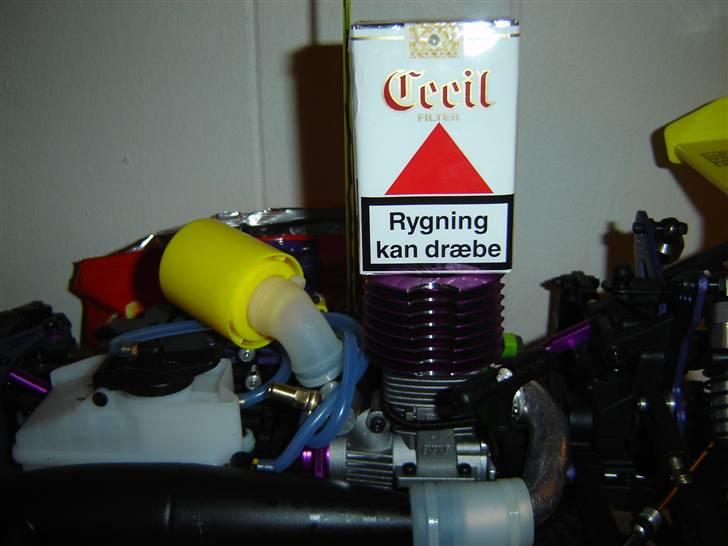 Cecil
FILTER
Rygning
kan dræbe